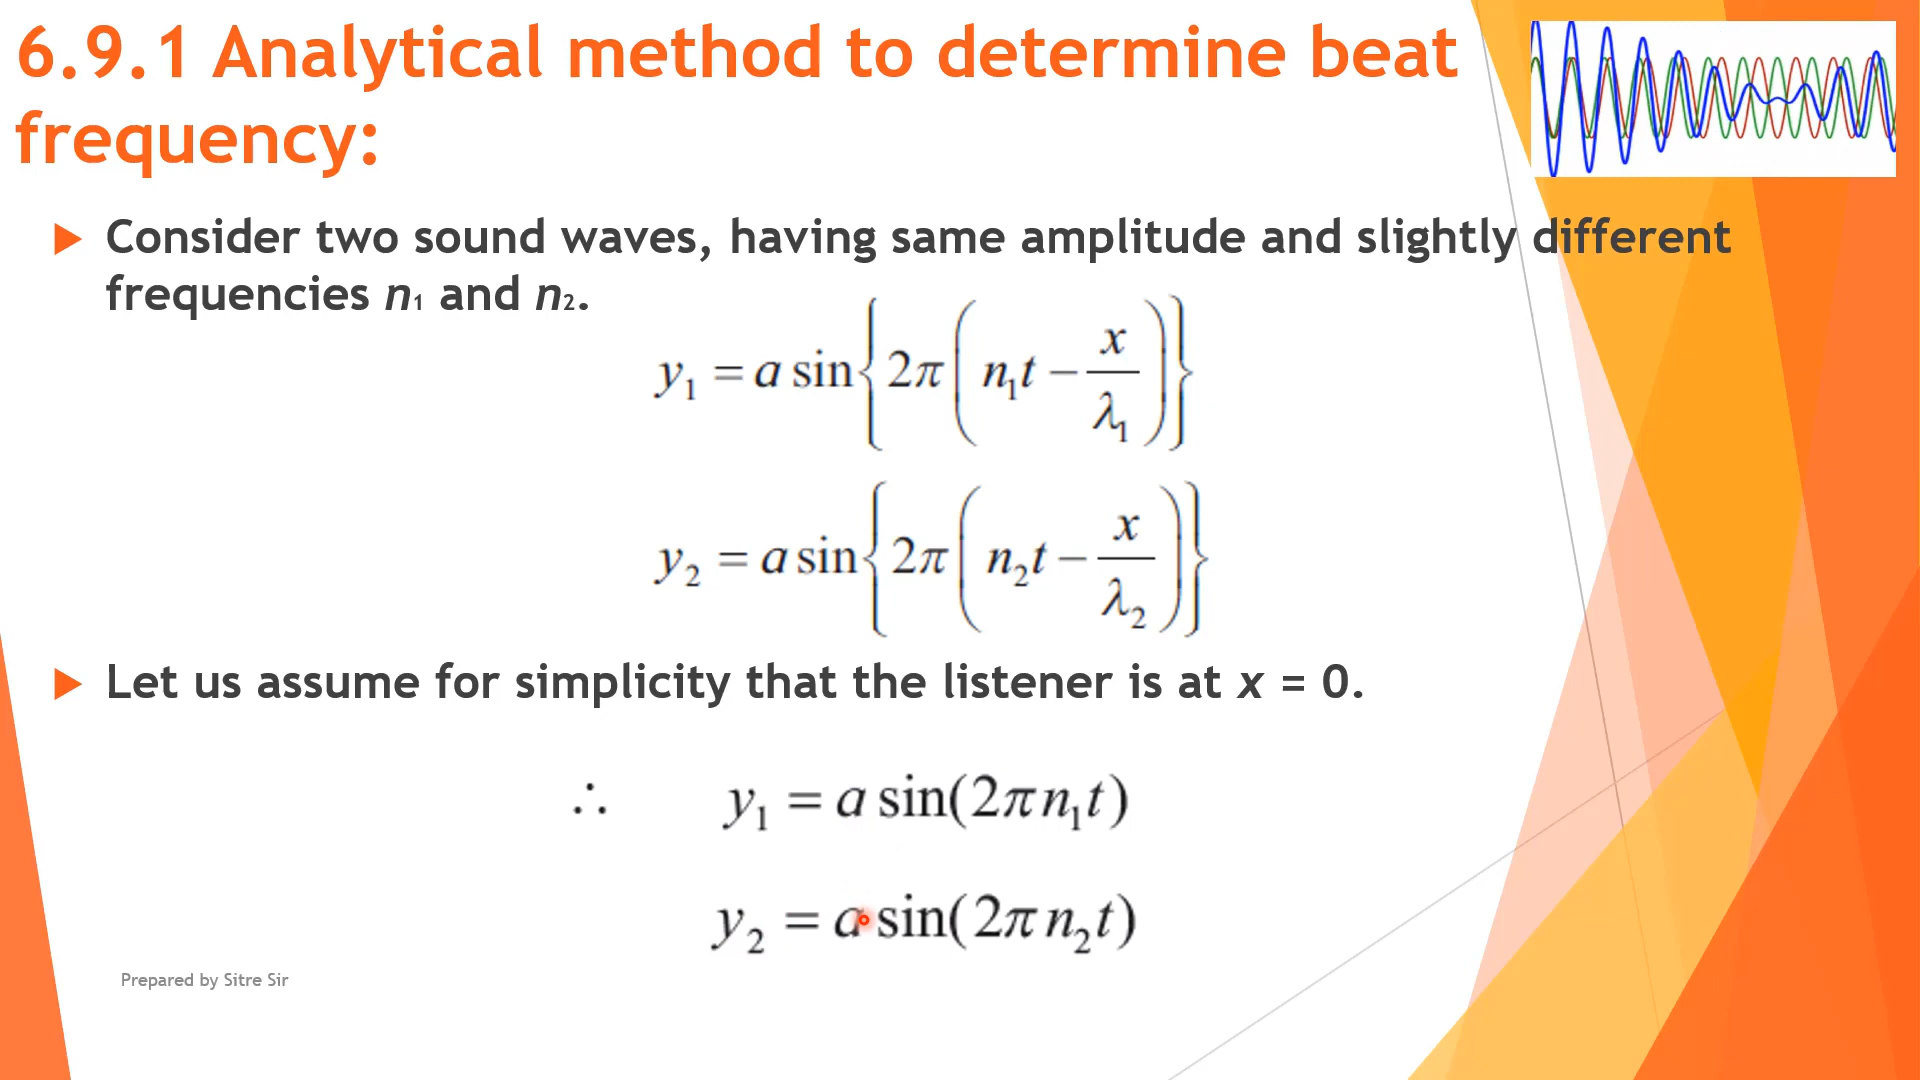 6.9.1 Analytical method to determine beat
frequency:
Consider two sound waves, having same amplitude and slightly different
frequencies n₁ and n₂.
y₁ = a sin{2π(n₁t − x/λ₁)}
y₂ = a sin{2π(n₂t − x/λ₂)}
Let us assume for simplicity that the listener is at x = 0.
∴ y₁ = a sin(2πn₁t)
y₂ = a sin(2πn₂t)
Prepared by Sitre Sir